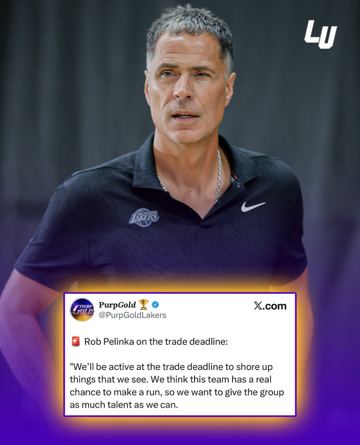 LU
LAKERS
PurpGold 🏆
X.com
@PurpGoldLakers
🚨 Rob Pelinka on the trade deadline:
"We'll be active at the trade deadline to shore up
things that we see. We think this team has a real
chance to make a run, so we want to give the group
as much talent as we can.